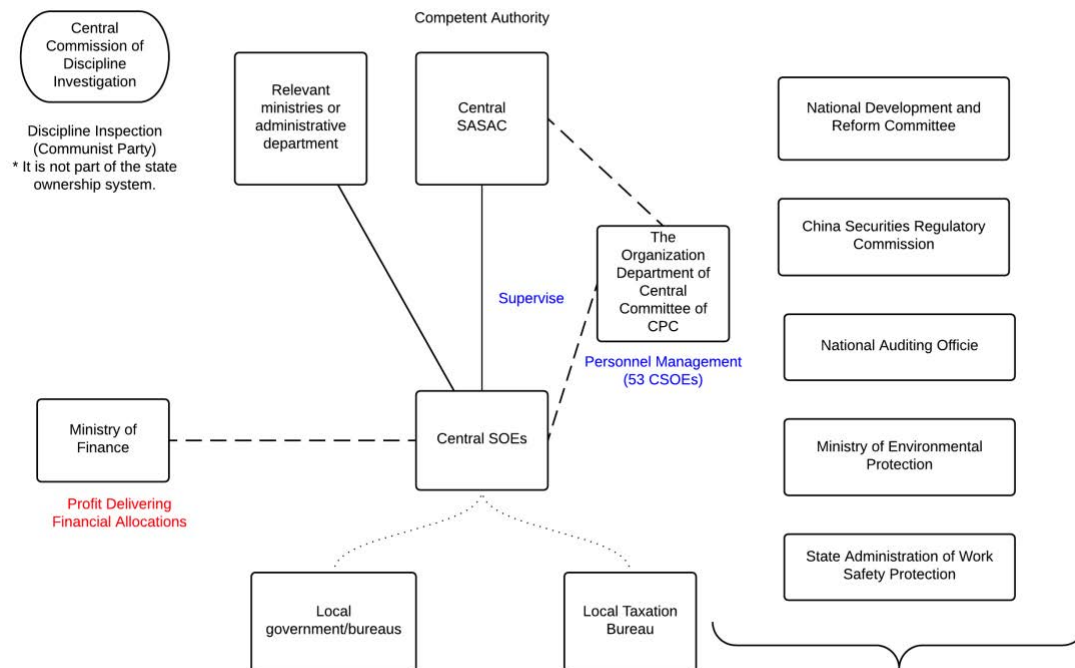 Competent Authority
Central
Commission of
Discipline
Investigation
Discipline Inspection
(Communist Party)
* It is not part of the state
ownership system.
Relevant
ministries or
administrative
department
Central
SASAC
The
Organization
Department of
Central
Committee of
CPC
Supervise
Personnel Management
(53 CSOEs)
Ministry of
Finance
Profit Delivering
Financial Allocations
Central SOEs
Local
government/bureaus
Local Taxation
Bureau
National Development and
Reform Committee
China Securities Regulatory
Commission
National Auditing Officie
Ministry of Environmental
Protection
State Administration of Work
Safety Protection